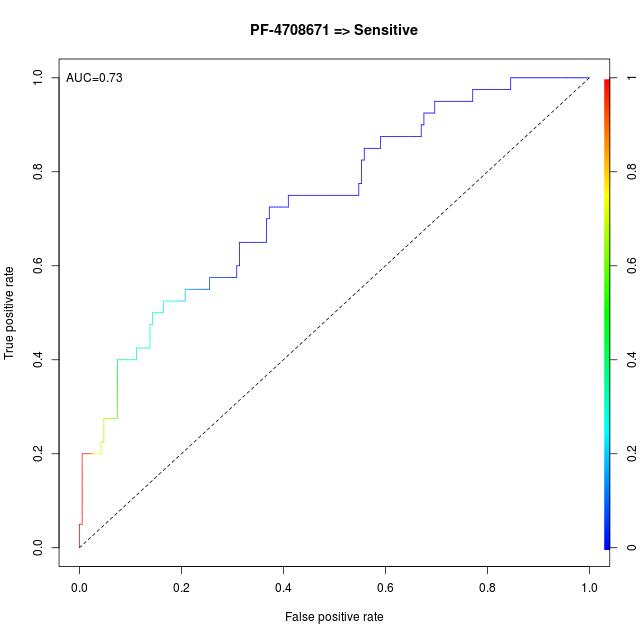 PF-4708671 => Sensitive
AUC=0.73
True positive rate
1.0
0.8
0.6
0.4
0.2
0.0
0.0 0.2 0.4 0.6 0.8 1.0
False positive rate
1
0.8
0.6
0.4
0.2
0